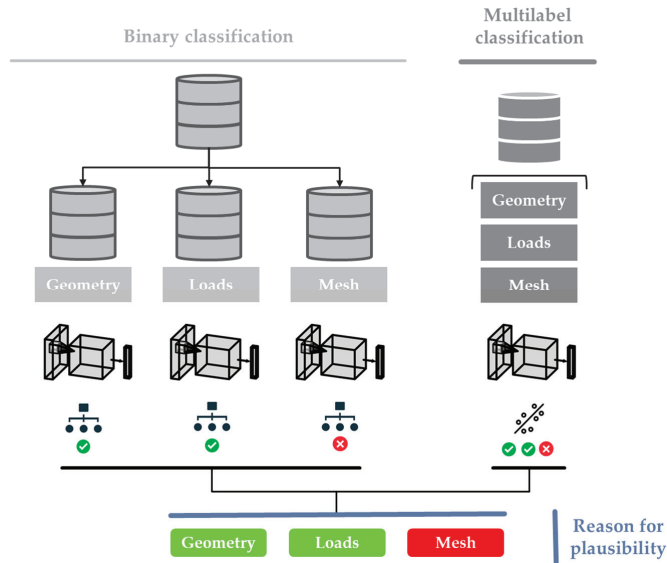 Binary classification
Multilabel
classification
Geometry
Loads
Mesh
Geometry
Loads
Mesh
Geometry
Loads
Mesh
Reason for
plausibility